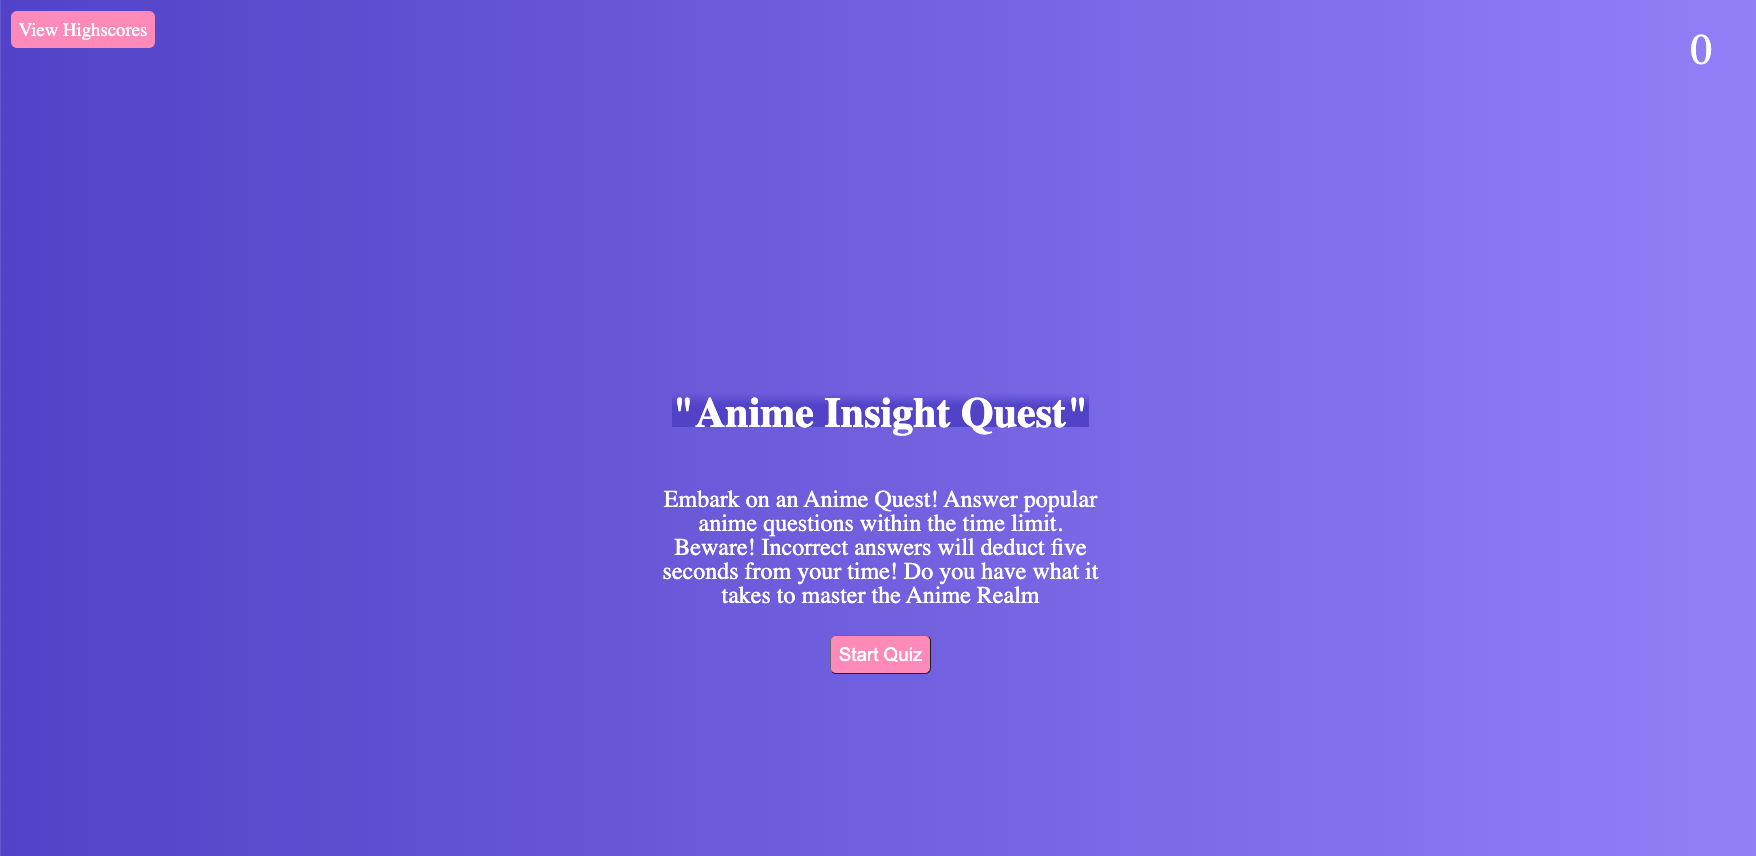 View Highscores
0
"Anime Insight Quest"
Embark on an Anime Quest! Answer popular
anime questions within the time limit.
Beware! Incorrect answers will deduct five
seconds from your time! Do you have what it
takes to master the Anime Realm
Start Quiz